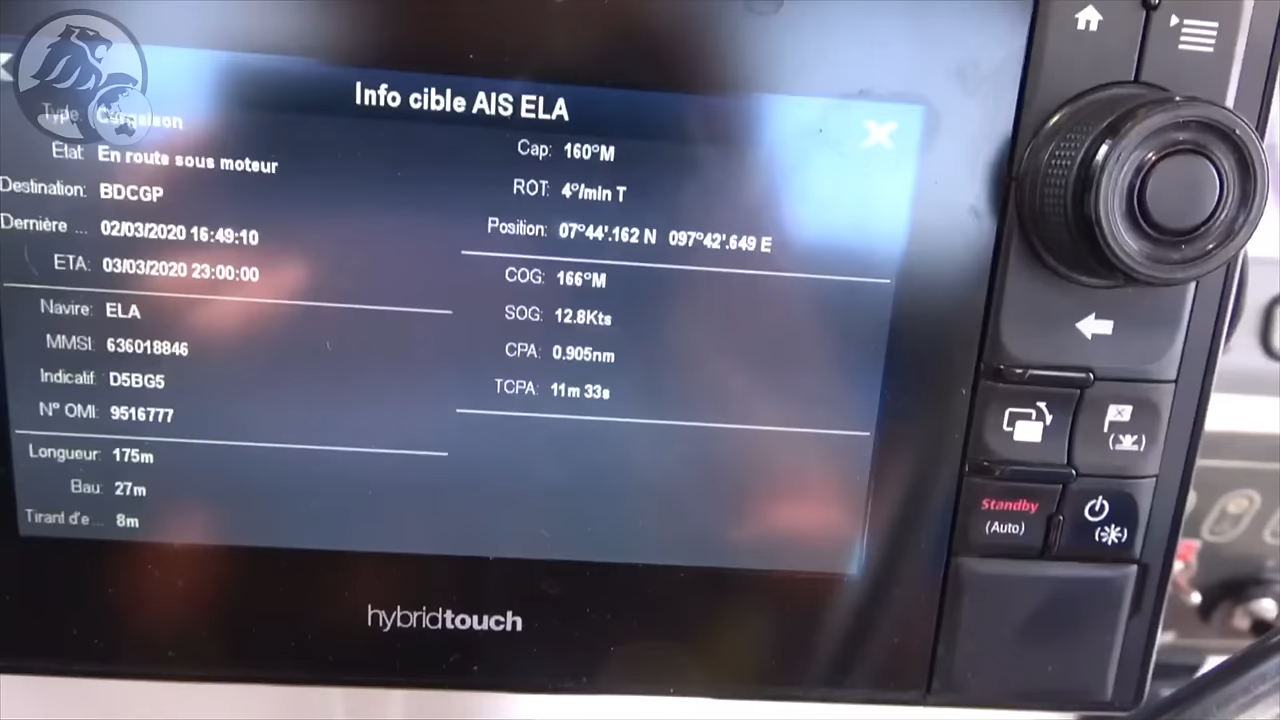 Info cible AIS ELA
Type: Cargaison
Etat: En route sous moteur
Destination: BDCGP
Dernière ... 02/03/2020 16:49:10
ETA: 03/03/2020 23:00:00
Navire: ELA
MMSI: 636018846
Indicatif: D5BG5
N° OMI: 9516777
Longueur: 175m
Bau: 27m
Tirant d'e... 8m
Cap: 160°M
ROT: 4°/min T
Position: 07°44'.162 N 097°42'.649 E
COG: 166°M
SOG: 12.8Kts
CPA: 0.905nm
TCPA: 11m 33s
hybridtouch
Standby
(Auto)